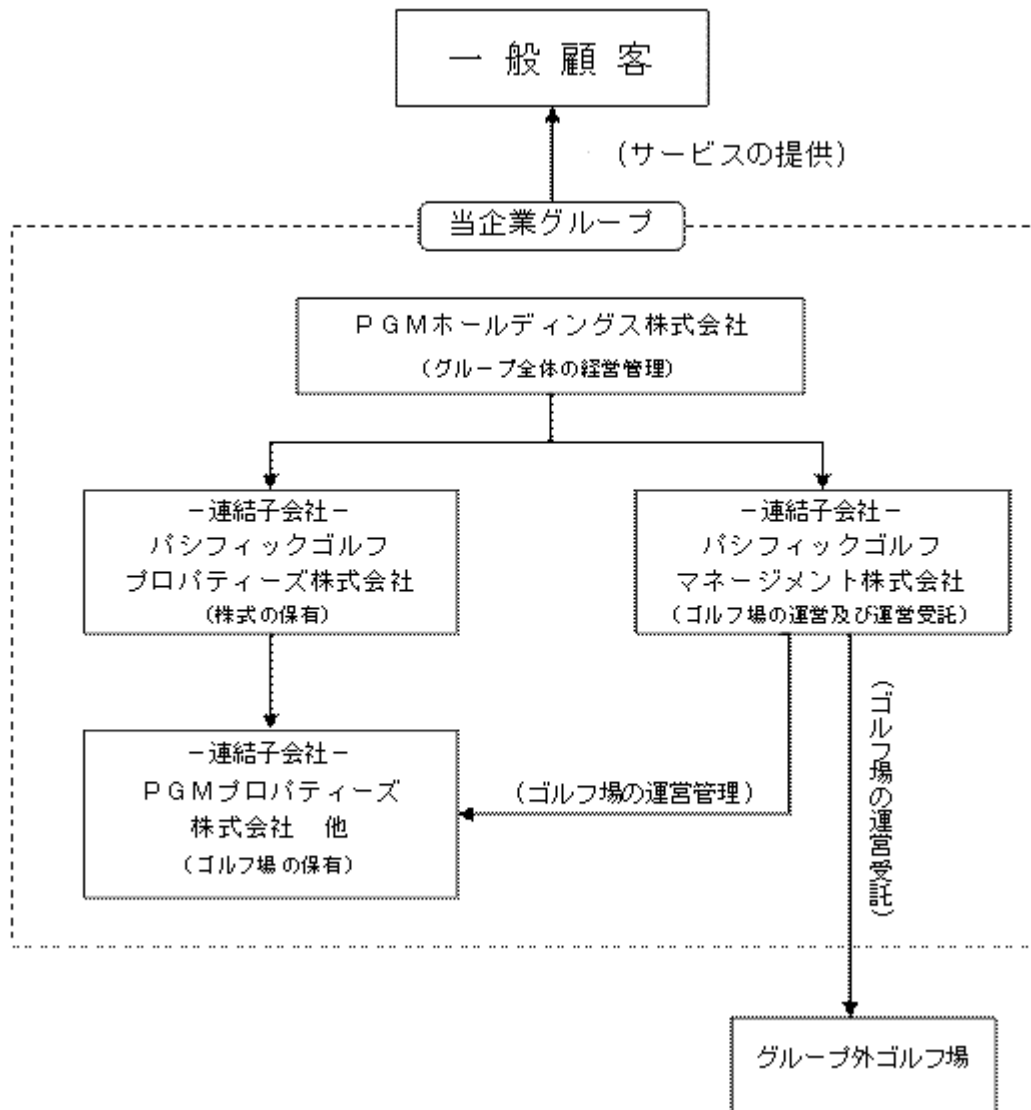 一般顧客
(サービスの提供)
当企業グループ
PGMホールディングス株式会社
(グループ全体の経営管理)
-連結子会社-
パシフィックゴルフ
プロパティーズ株式会社
(株式の保有)
-連結子会社-
パシフィックゴルフ
マネージメント株式会社
(ゴルフ場の運営及び運営受託)
-連結子会社-
PGMプロパティーズ
株式会社 他
(ゴルフ場の保有)
(ゴルフ場の運営管理)
(ゴルフ場の運営受託)
グループ外ゴルフ場